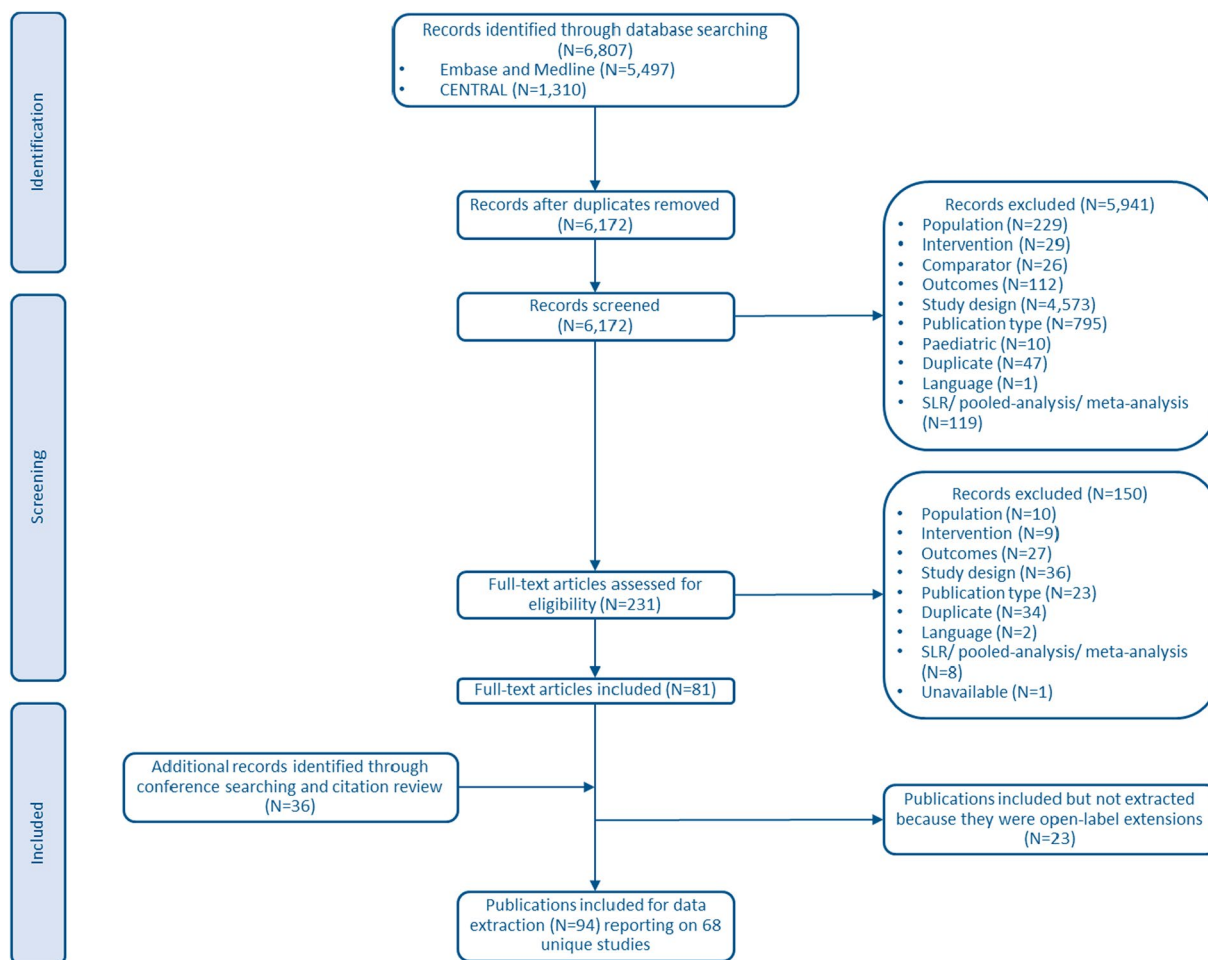 Identification
Records identified through database searching
(N=6,807)
• Embase and Medline (N=5,497)
• CENTRAL (N=1,310)
Records after duplicates removed
(N=6,172)
Screening
Records screened
(N=6,172)
Records excluded (N=5,941)
• Population (N=229)
• Intervention (N=29)
• Comparator (N=26)
• Outcomes (N=112)
• Study design (N=4,573)
• Publication type (N=795)
• Paediatric (N=10)
• Duplicate (N=47)
• Language (N=1)
• SLR/ pooled-analysis/ meta-analysis
(N=119)
Full-text articles assessed for
eligibility (N=231)
Records excluded (N=150)
• Population (N=10)
• Intervention (N=9)
• Outcomes (N=27)
• Study design (N=36)
• Publication type (N=23)
• Duplicate (N=34)
• Language (N=2)
• SLR/ pooled-analysis/ meta-analysis
(N=8)
• Unavailable (N=1)
Full-text articles included (N=81)
Included
Additional records identified through
conference searching and citation review
(N=36)
Publications included but not extracted
because they were open-label extensions
(N=23)
Publications included for data
extraction (N=94) reporting on 68
unique studies